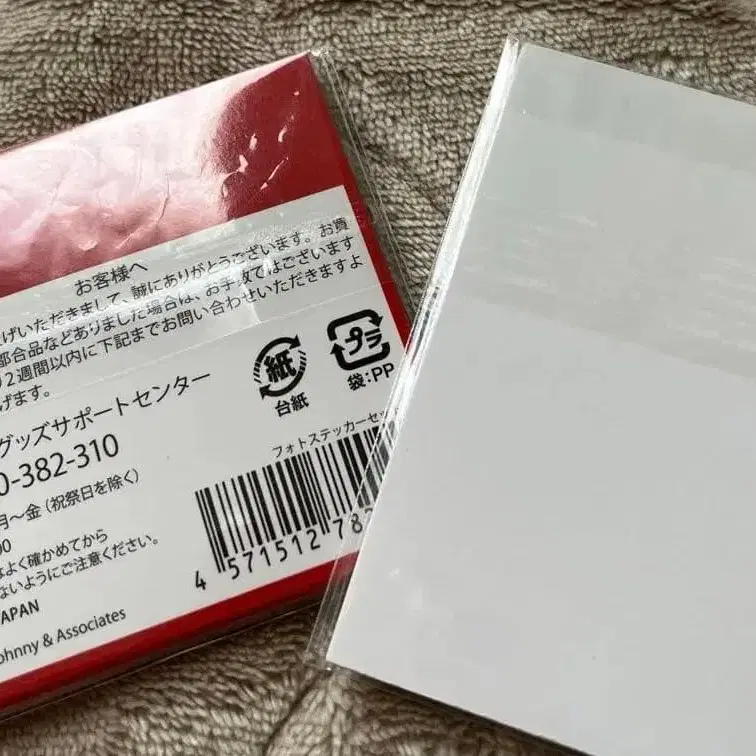 お客様へ
げいただきまして、誠にありがとうございます。お買
部合品などありました場合は、お手数ではございます
り2週間以内に下記までお問い合わせいただきますよ
げます。
紙
プラ
台紙
袋:PP
グッズサポートセンター
0-382-310
月~金(祝祭日を除く)
00
なよく確かめてから
ないようにご注意ください。
JAPAN
ohnny & Associates
フォトステッカーセッ
4 571512 782